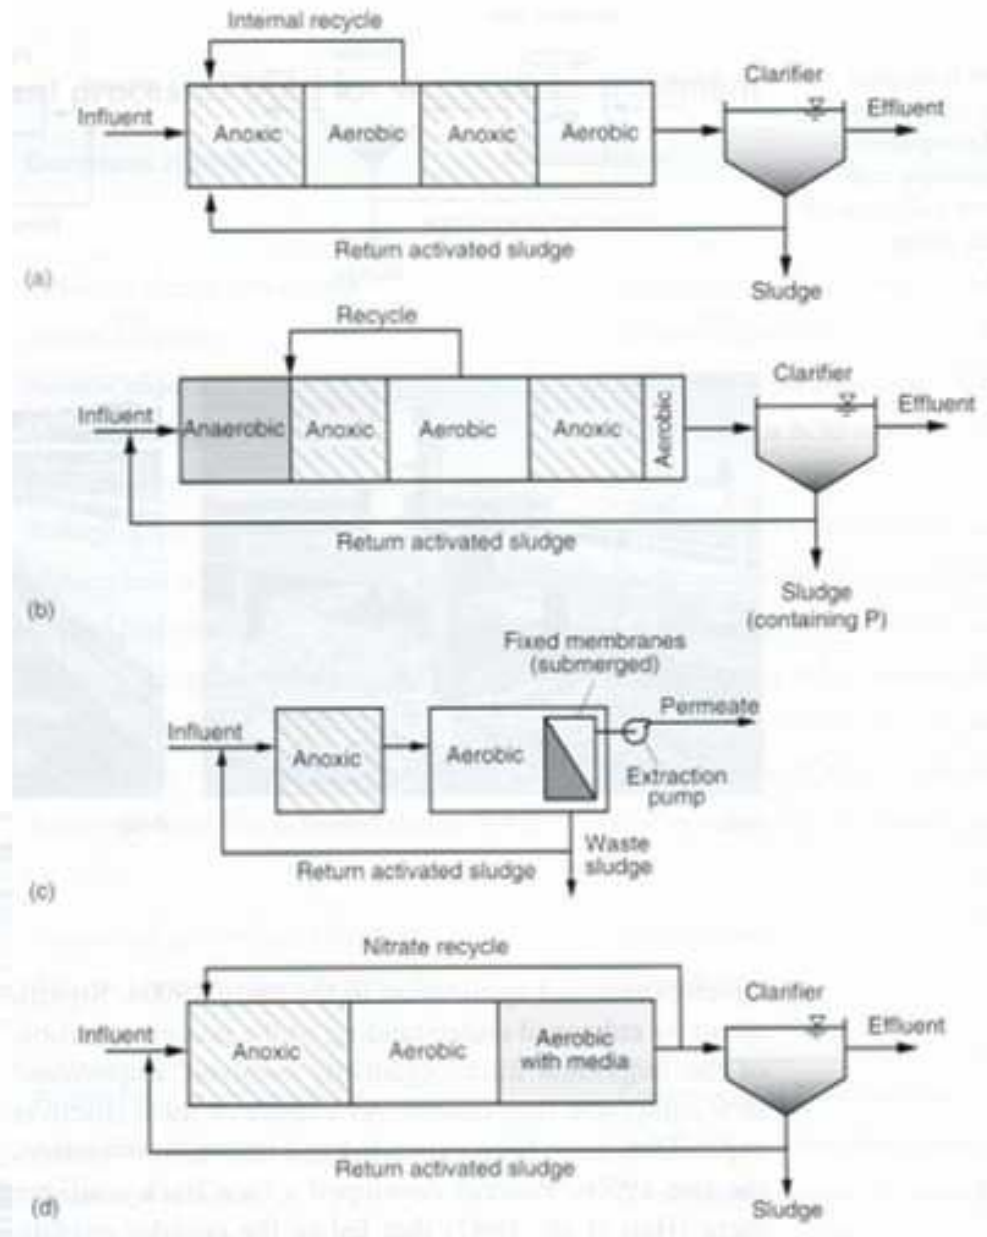 Internal recycle
Clarifier
Influent
Anoxic
Aerobic
Anoxic
Aerobic
Effluent
Return activated sludge
(a)
Sludge
Recycle
Clarifier
Influent
Anaerobic
Anoxic
Aerobic
Anoxic
Aerobic
Effluent
Return activated sludge
Sludge
(containing P)
(b)
Fixed membranes
(submerged)
Permeate
Influent
Anoxic
Aerobic
Extraction
pump
Waste
sludge
Return activated sludge
(c)
Nitrate recycle
Clarifier
Influent
Anoxic
Aerobic
Aerobic
with media
Effluent
Return activated sludge
(d)
Sludge